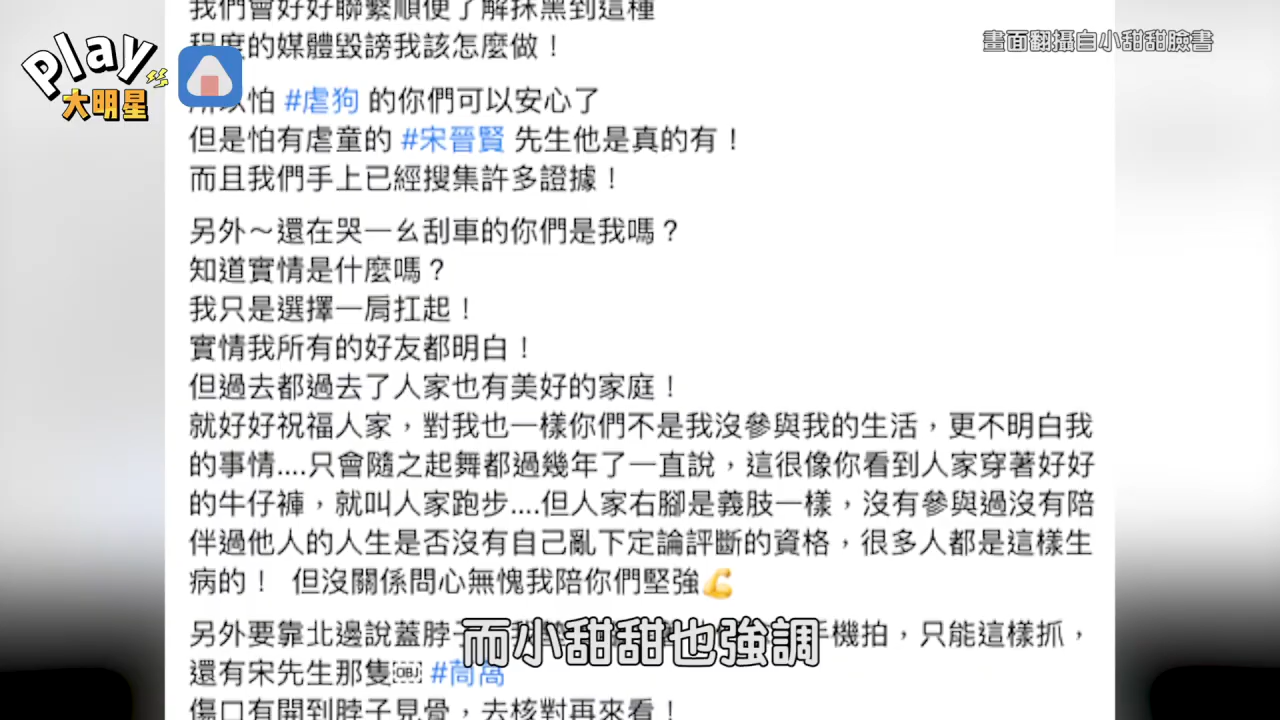 我們會好好聯繫順便了解抹黑到這種
程度的媒體毀謗我該怎麼做！
Play
大明星
畫面翻攝自小甜甜臉書
所以怕 #虐狗 的你們可以安心了
但是怕有虐童的 #宋晉賢 先生他是真的有！
而且我們手上已經搜集許多證據！
另外～還在哭一ㄠ刮車的你們是我嗎？
知道實情是什麼嗎？
我只是選擇一肩扛起！
實情我所有的好友都明白！
但過去都過去了人家也有美好的家庭！
就好好祝福人家，對我也一樣你們不是我沒參與我的生活，更不明白我
的事情....只會隨之起舞都過幾年了一直說，這很像你看到人家穿著好好
的牛仔褲，就叫人家跑步....但人家右腳是義肢一樣，沒有參與過沒有陪
伴過他人的人生是否沒有自己亂下定論評斷的資格，很多人都是這樣生
病的！ 但沒關係問心無愧我陪你們堅強💪
另外要靠北邊說蓋脖子 手機拍，只能這樣抓，
而小甜甜也強調
還有宋先生那隻OBJ #萵萵
傷口有開到脖子見骨，去核對再來看！